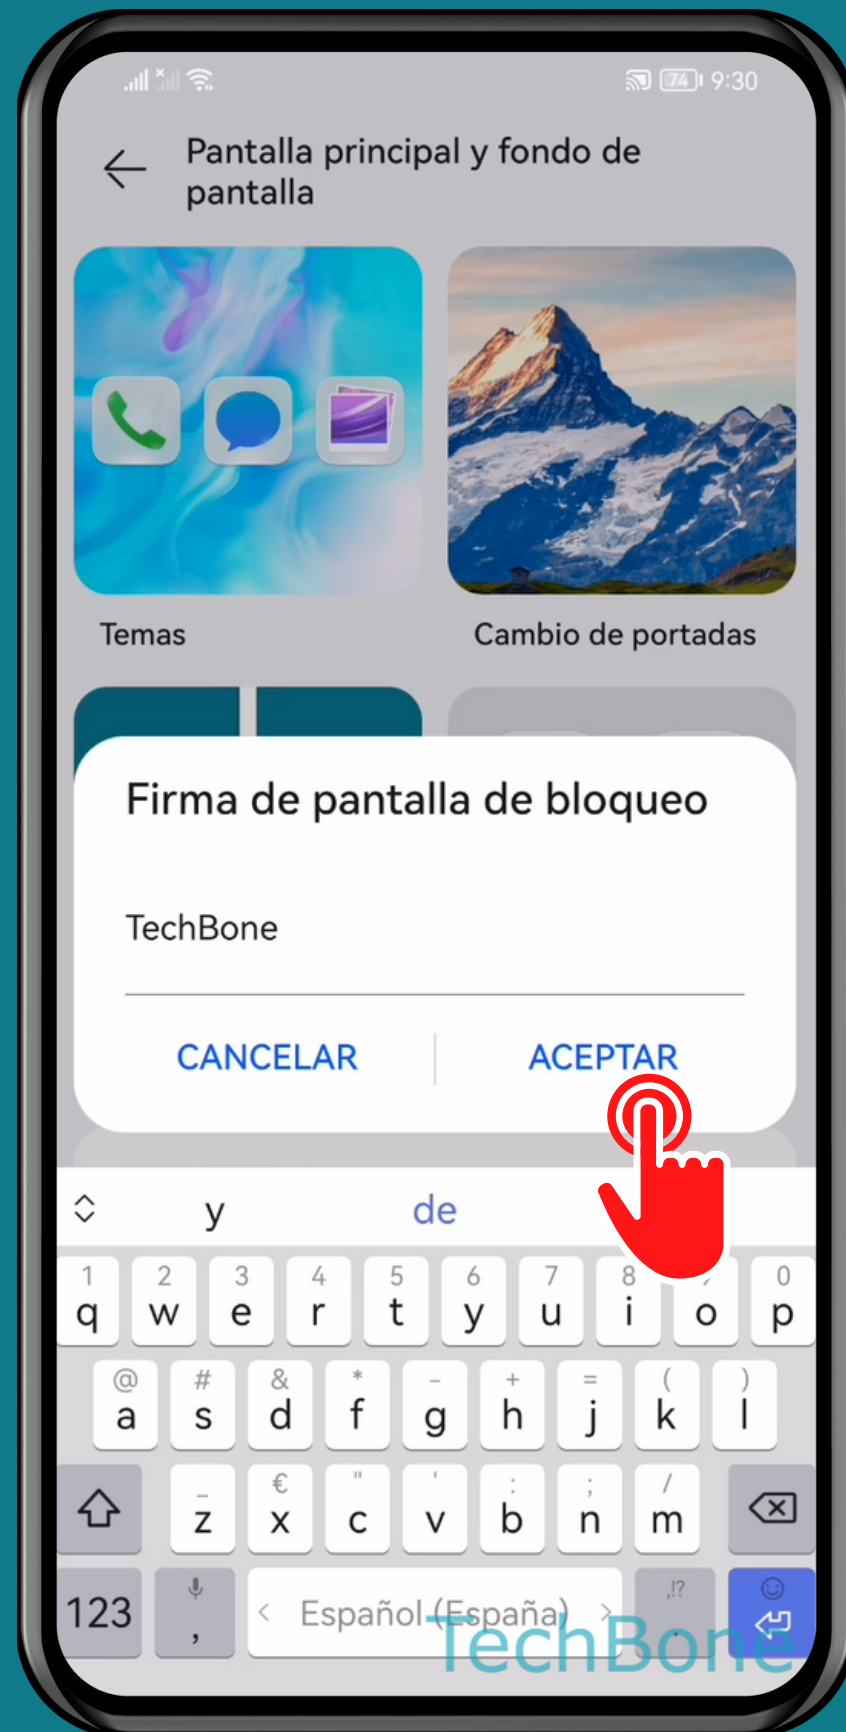 74 9:30
Pantalla principal y fondo de
pantalla
Temas
Cambio de portadas
Firma de pantalla de bloqueo
TechBone
CANCELAR
ACEPTAR
y de
1 2 3 4 5 6 7 8 0
q w e r t y u i o p
@ # & * - + = ( )
a s d f g h j k l
_ € " ' : ; /
z x c v b n m
,!?
123 , < Español (España) > .
TechBone